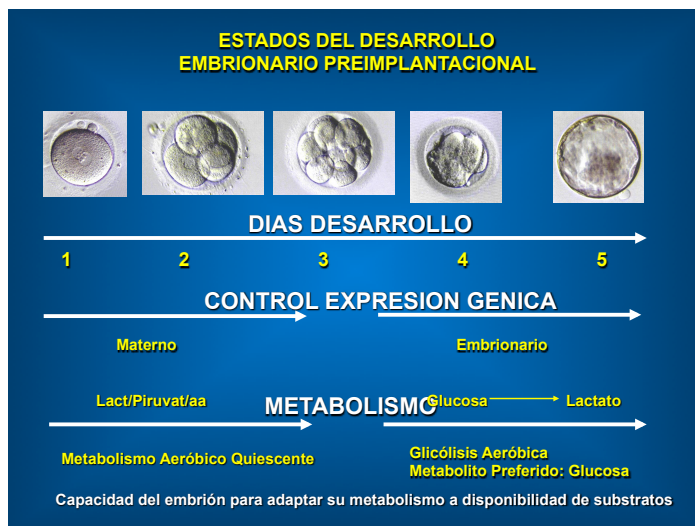 ESTADOS DEL DESARROLLO
EMBRIONARIO PREIMPLANTACIONAL
DIAS DESARROLLO
1 2 3 4 5
CONTROL EXPRESION GENICA
Materno Embrionario
Lact/Piruvat/aa METABOLISMO Glucosa Lactato
Metabolismo Aeróbico Quiescente
Glicólisis Aeróbica
Metabolito Preferido: Glucosa
Capacidad del embrión para adaptar su metabolismo a disponibilidad de substratos